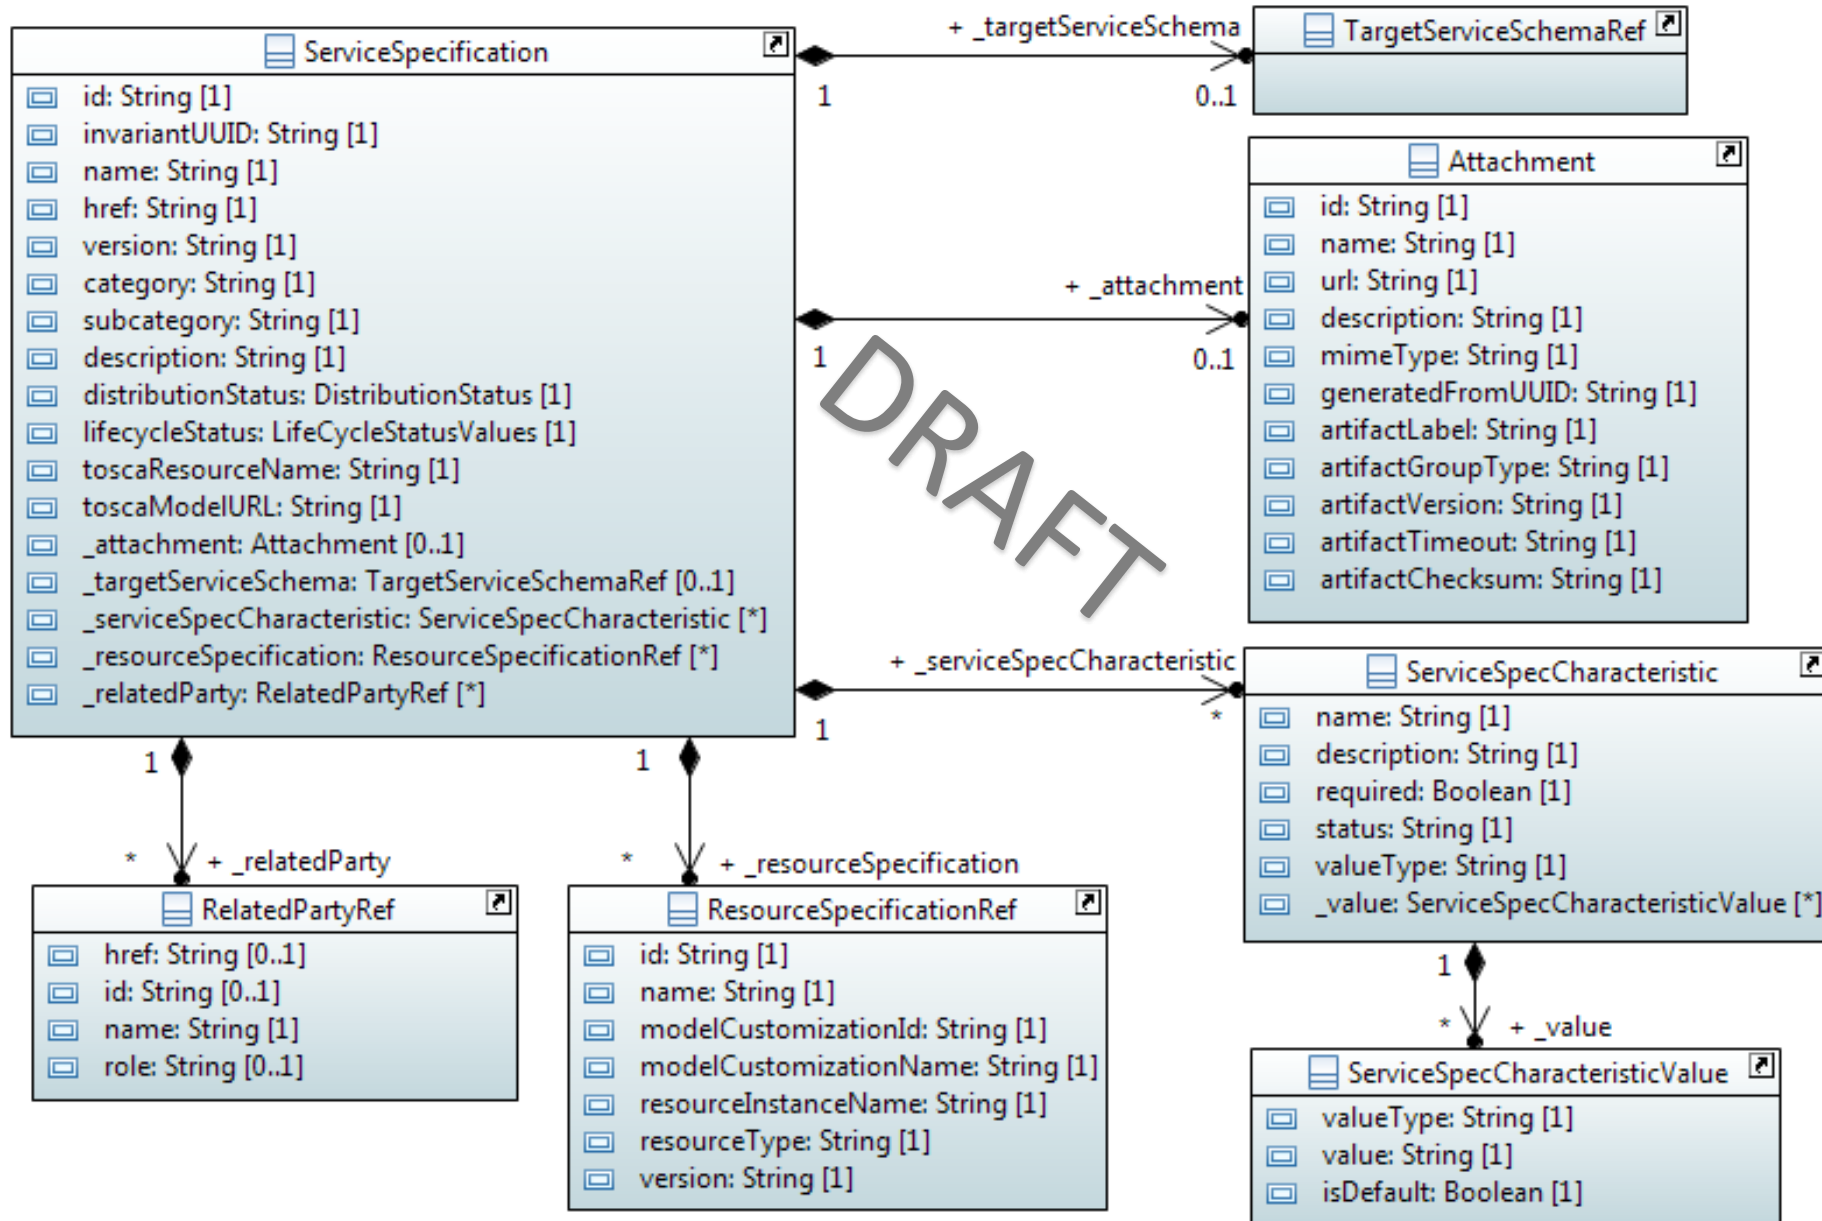 ServiceSpecification
id: String [1]
invariantUUID: String [1]
name: String [1]
href: String [1]
version: String [1]
category: String [1]
subcategory: String [1]
description: String [1]
distributionStatus: DistributionStatus [1]
lifecycleStatus: LifeCycleStatusValues [1]
toscaResourceName: String [1]
toscaModelURL: String [1]
_attachment: Attachment [0..1]
_targetServiceSchema: TargetServiceSchemaRef [0..1]
_serviceSpecCharacteristic: ServiceSpecCharacteristic [*]
_resourceSpecification: ResourceSpecificationRef [*]
_relatedParty: RelatedPartyRef [*]
+ _targetServiceSchema
1
0..1
TargetServiceSchemaRef
+ _attachment
1
0..1
Attachment
id: String [1]
name: String [1]
url: String [1]
description: String [1]
mimeType: String [1]
generatedFromUUID: String [1]
artifactLabel: String [1]
artifactGroupType: String [1]
artifactVersion: String [1]
artifactTimeout: String [1]
artifactChecksum: String [1]
DRAFT
+ _serviceSpecCharacteristic
1
*
ServiceSpecCharacteristic
name: String [1]
description: String [1]
required: Boolean [1]
status: String [1]
valueType: String [1]
_value: ServiceSpecCharacteristicValue [*]
1
* + _relatedParty
RelatedPartyRef
href: String [0..1]
id: String [0..1]
name: String [1]
role: String [0..1]
1
* + _resourceSpecification
ResourceSpecificationRef
id: String [1]
name: String [1]
modelCustomizationId: String [1]
modelCustomizationName: String [1]
resourceInstanceName: String [1]
resourceType: String [1]
version: String [1]
1
* + _value
ServiceSpecCharacteristicValue
valueType: String [1]
value: String [1]
isDefault: Boolean [1]